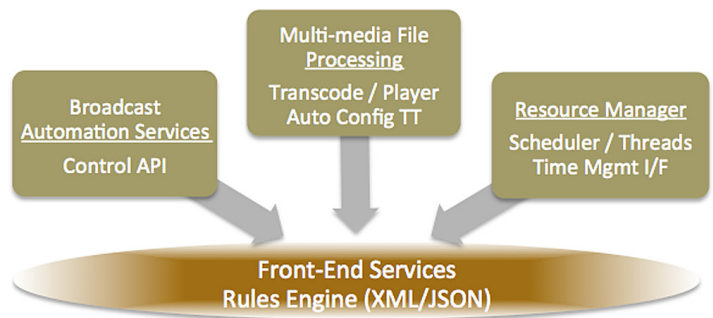 Multi-media File
Processing
Transcode / Player
Auto Config TT
Broadcast
Automation Services
Control API
Resource Manager
Scheduler / Threads
Time Mgmt I/F
Front-End Services
Rules Engine (XML/JSON)